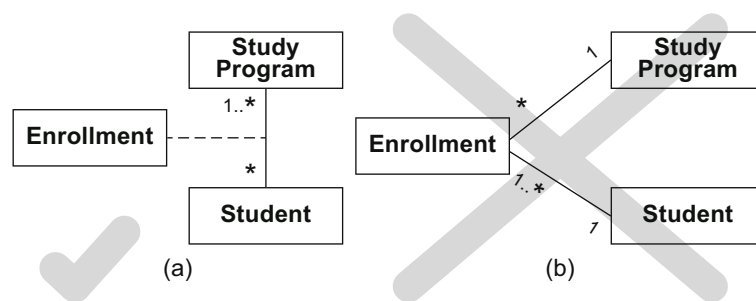 Study
Program
1..*
Enrollment
*
Student
(a)
Study
Program
1
*
Enrollment
1..*
Student
1
(b)